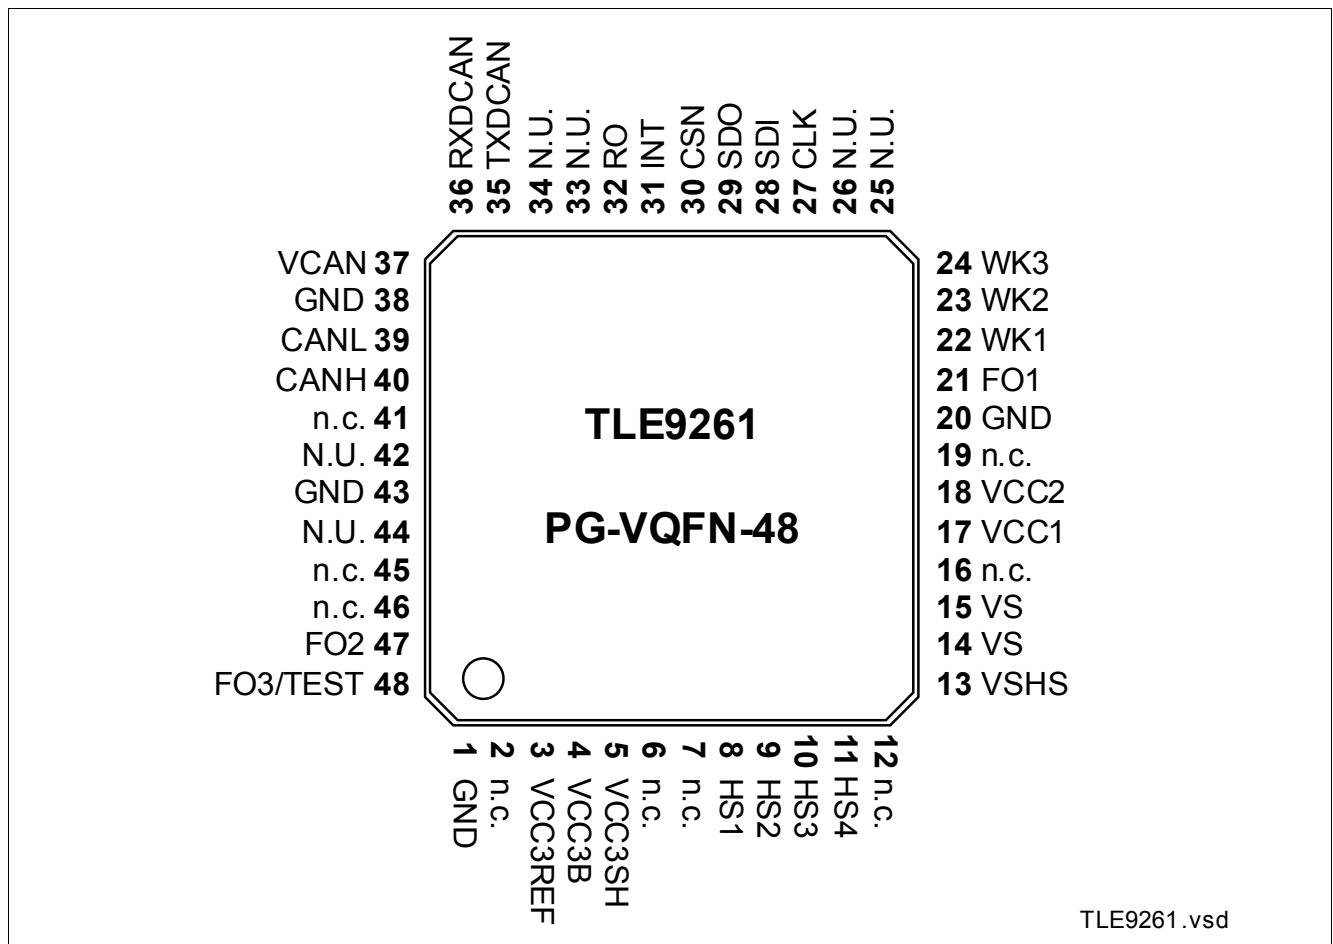 36 RXDCAN
35 TXDCAN
34 N.U.
33 N.U.
32 RO
31 INT
30 CSN
29 SDO
28 SDI
27 CLK
26 N.U.
25 N.U.
VCAN 37
GND 38
CANL 39
CANH 40
n.c. 41
N.U. 42
GND 43
N.U. 44
n.c. 45
n.c. 46
FO2 47
FO3/TEST 48
TLE9261
PG-VQFN-48
24 WK3
23 WK2
22 WK1
21 FO1
20 GND
19 n.c.
18 VCC2
17 VCC1
16 n.c.
15 VS
14 VS
13 VSHS
1 GND
2 n.c.
3 VCC3REF
4 VCC3B
5 VCC3SH
6 n.c.
7 n.c.
8 HS1
9 HS2
10 HS3
11 HS4
12 n.c.
TLE9261.vsd